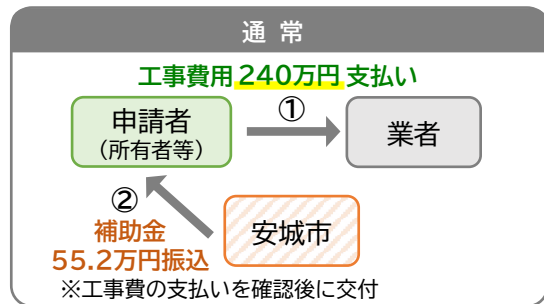 通常
工事費用240万円支払い
①
申請者
(所有者等)
業者
②
補助金
55.2万円振込
安城市
※工事費の支払いを確認後に交付